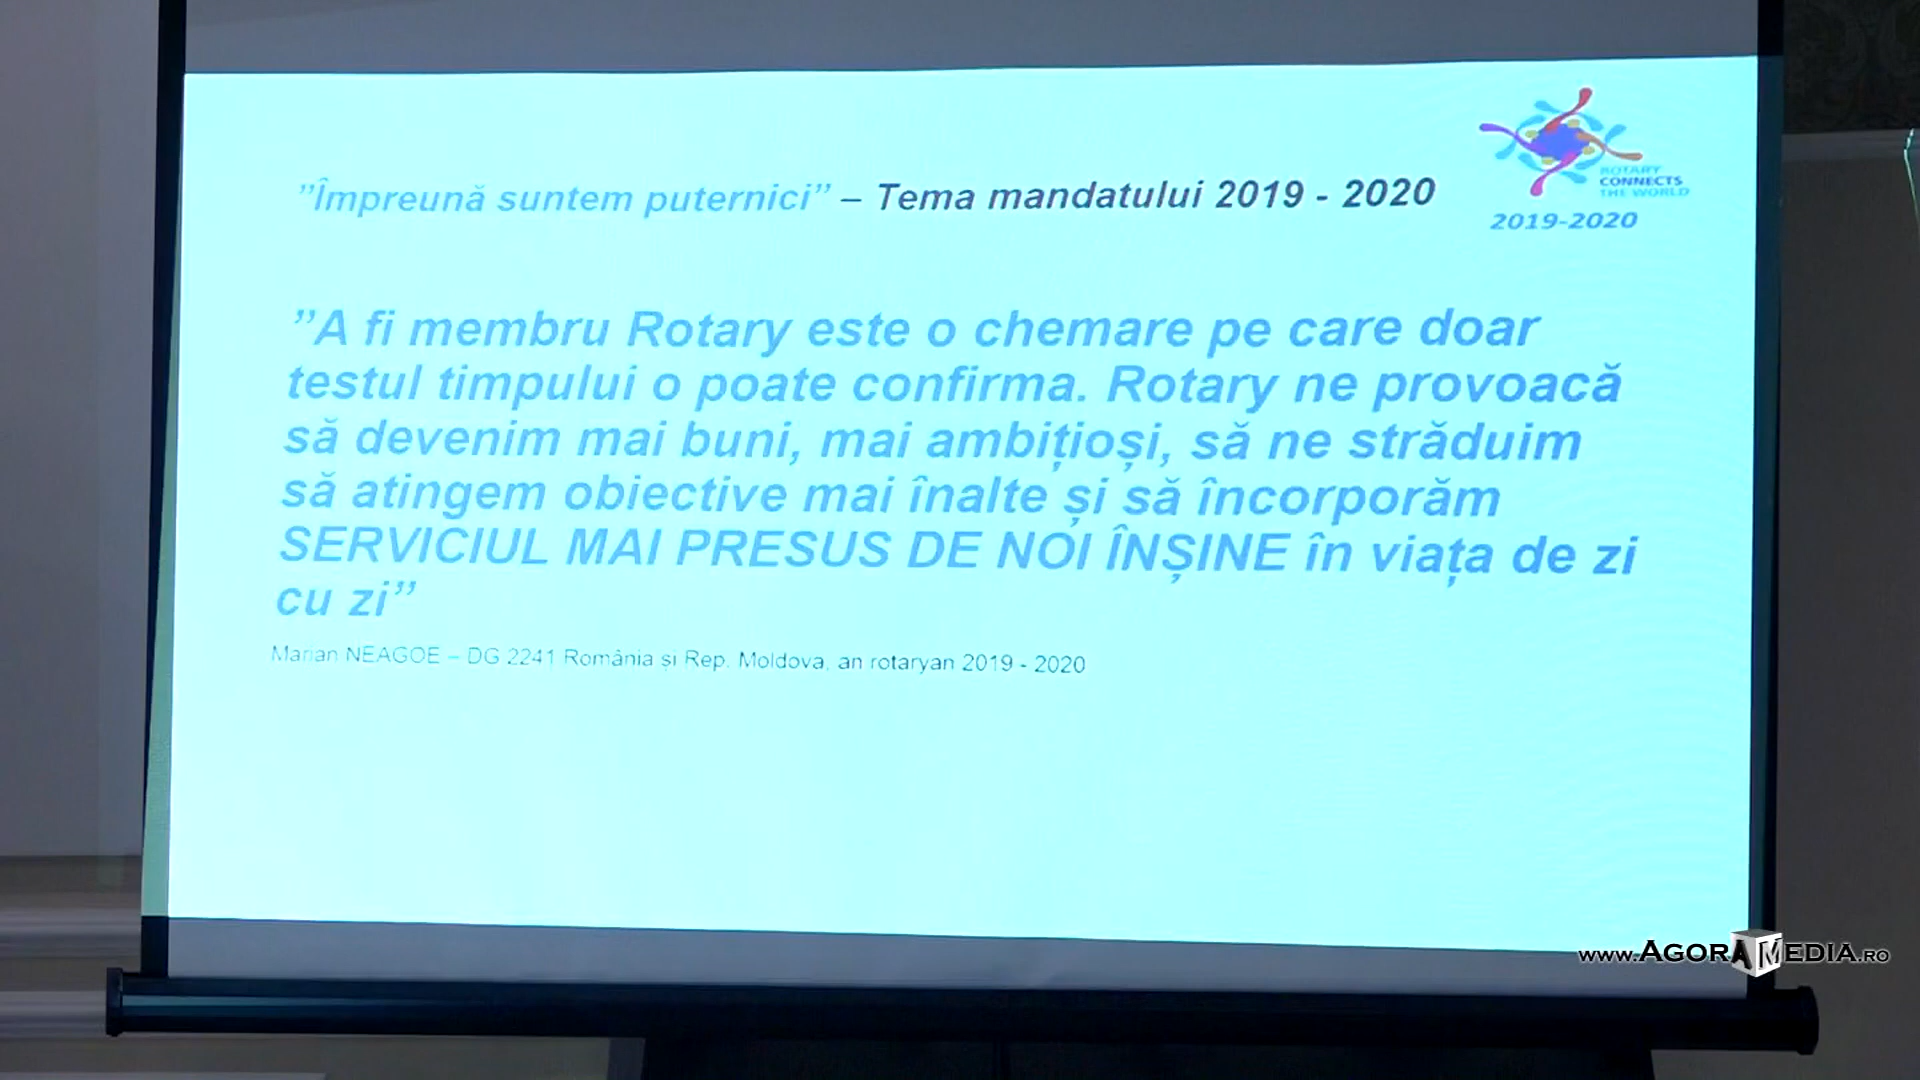 ”Împreună suntem puternici” – Tema mandatului 2019 - 2020
ROTARY
CONNECTS
THE WORLD
2019-2020
”A fi membru Rotary este o chemare pe care doar
testul timpului o poate confirma. Rotary ne provoacă
să devenim mai buni, mai ambițioși, să ne străduim
să atingem obiective mai înalte și să încorporăm
SERVICIUL MAI PRESUS DE NOI ÎNȘINE în viața de zi
cu zi”
Marian NEAGOE – DG 2241 România și Rep. Moldova, an rotaryan 2019 - 2020
www.AGORAMEDIA.RO